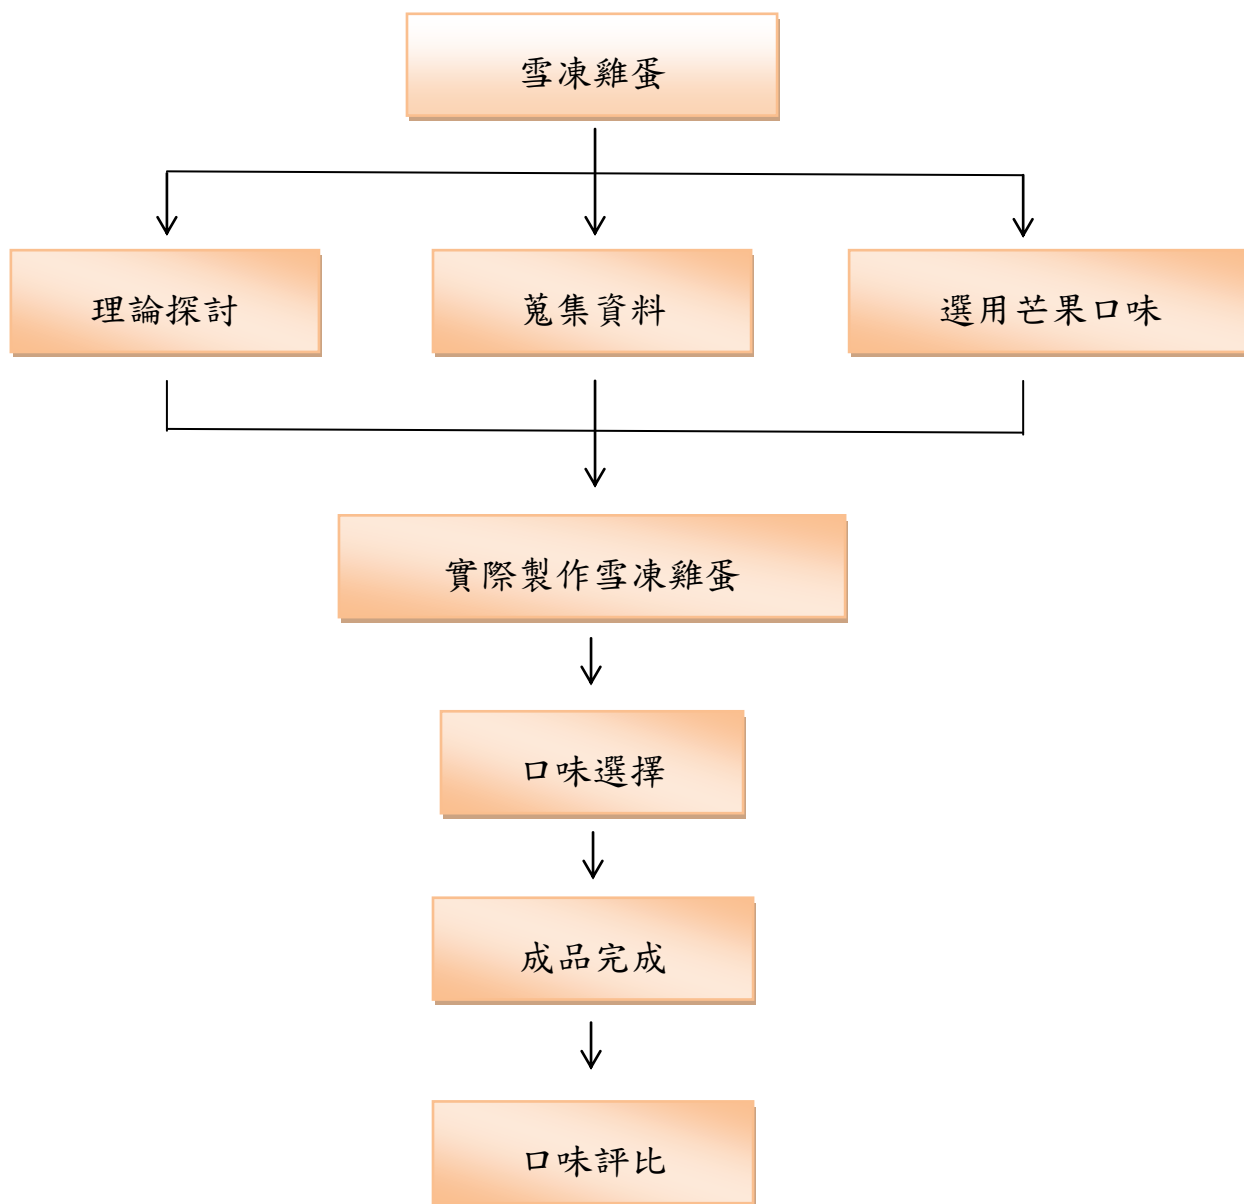 雪凍雞蛋
理論探討
蒐集資料
選用芒果口味
實際製作雪凍雞蛋
口味選擇
成品完成
口味評比